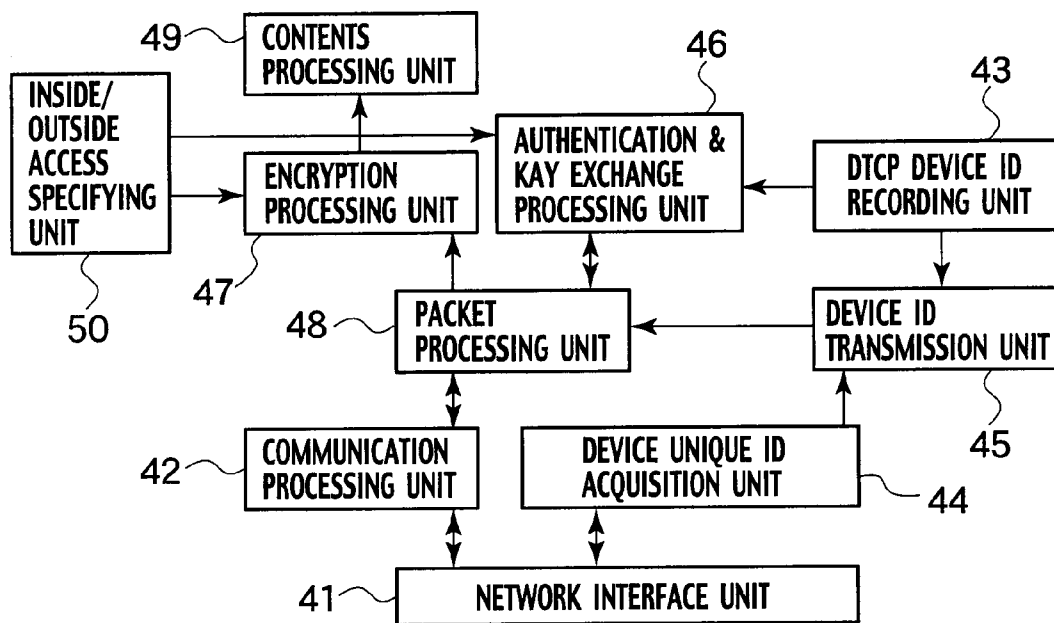 49
CONTENTS
PROCESSING UNIT
46
43
INSIDE/
OUTSIDE
ACCESS
SPECIFYING
UNIT
50
ENCRYPTION
PROCESSING UNIT
47
AUTHENTICATION &
KAY EXCHANGE
PROCESSING UNIT
DTCP DEVICE ID
RECORDING UNIT
48
PACKET
PROCESSING UNIT
DEVICE ID
TRANSMISSION UNIT
45
42
COMMUNICATION
PROCESSING UNIT
DEVICE UNIQUE ID
ACQUISITION UNIT
44
41
NETWORK INTERFACE UNIT